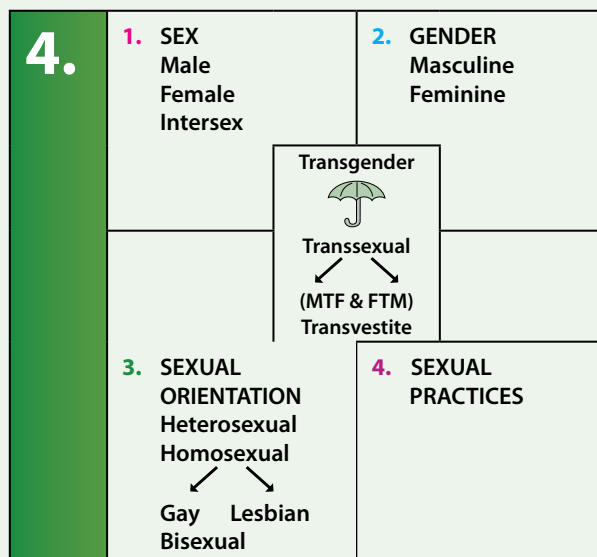 4.
1. SEX
Male
Female
Intersex
2. GENDER
Masculine
Feminine
Transgender
Transsexual
(MTF & FTM)
Transvestite
3. SEXUAL
ORIENTATION
Heterosexual
Homosexual
Gay Lesbian
Bisexual
4. SEXUAL
PRACTICES